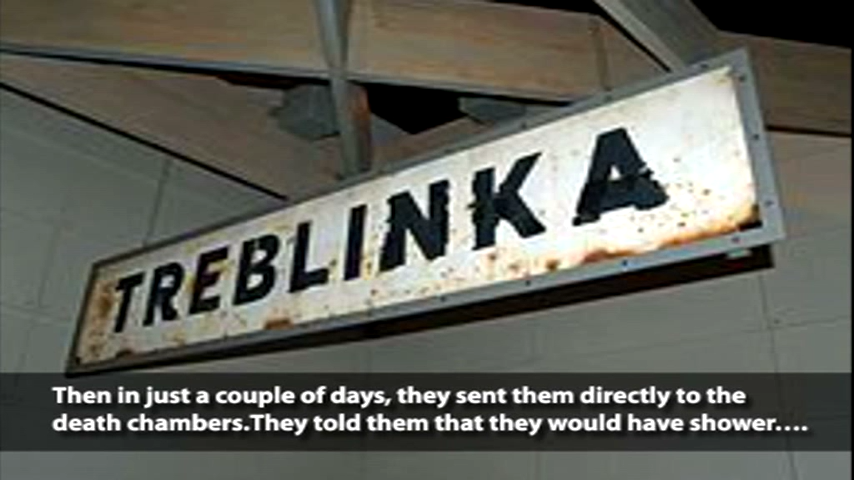 TREBLINKA
Then in just a couple of days, they sent them directly to the
death chambers.They told them that they would have shower....